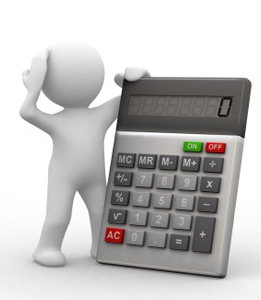 0
ON OFF
MC MR M- M+ ÷
+/- 7 8 9 x
% 4 5 6 -
√ 1 2 3 +
AC 0 . =